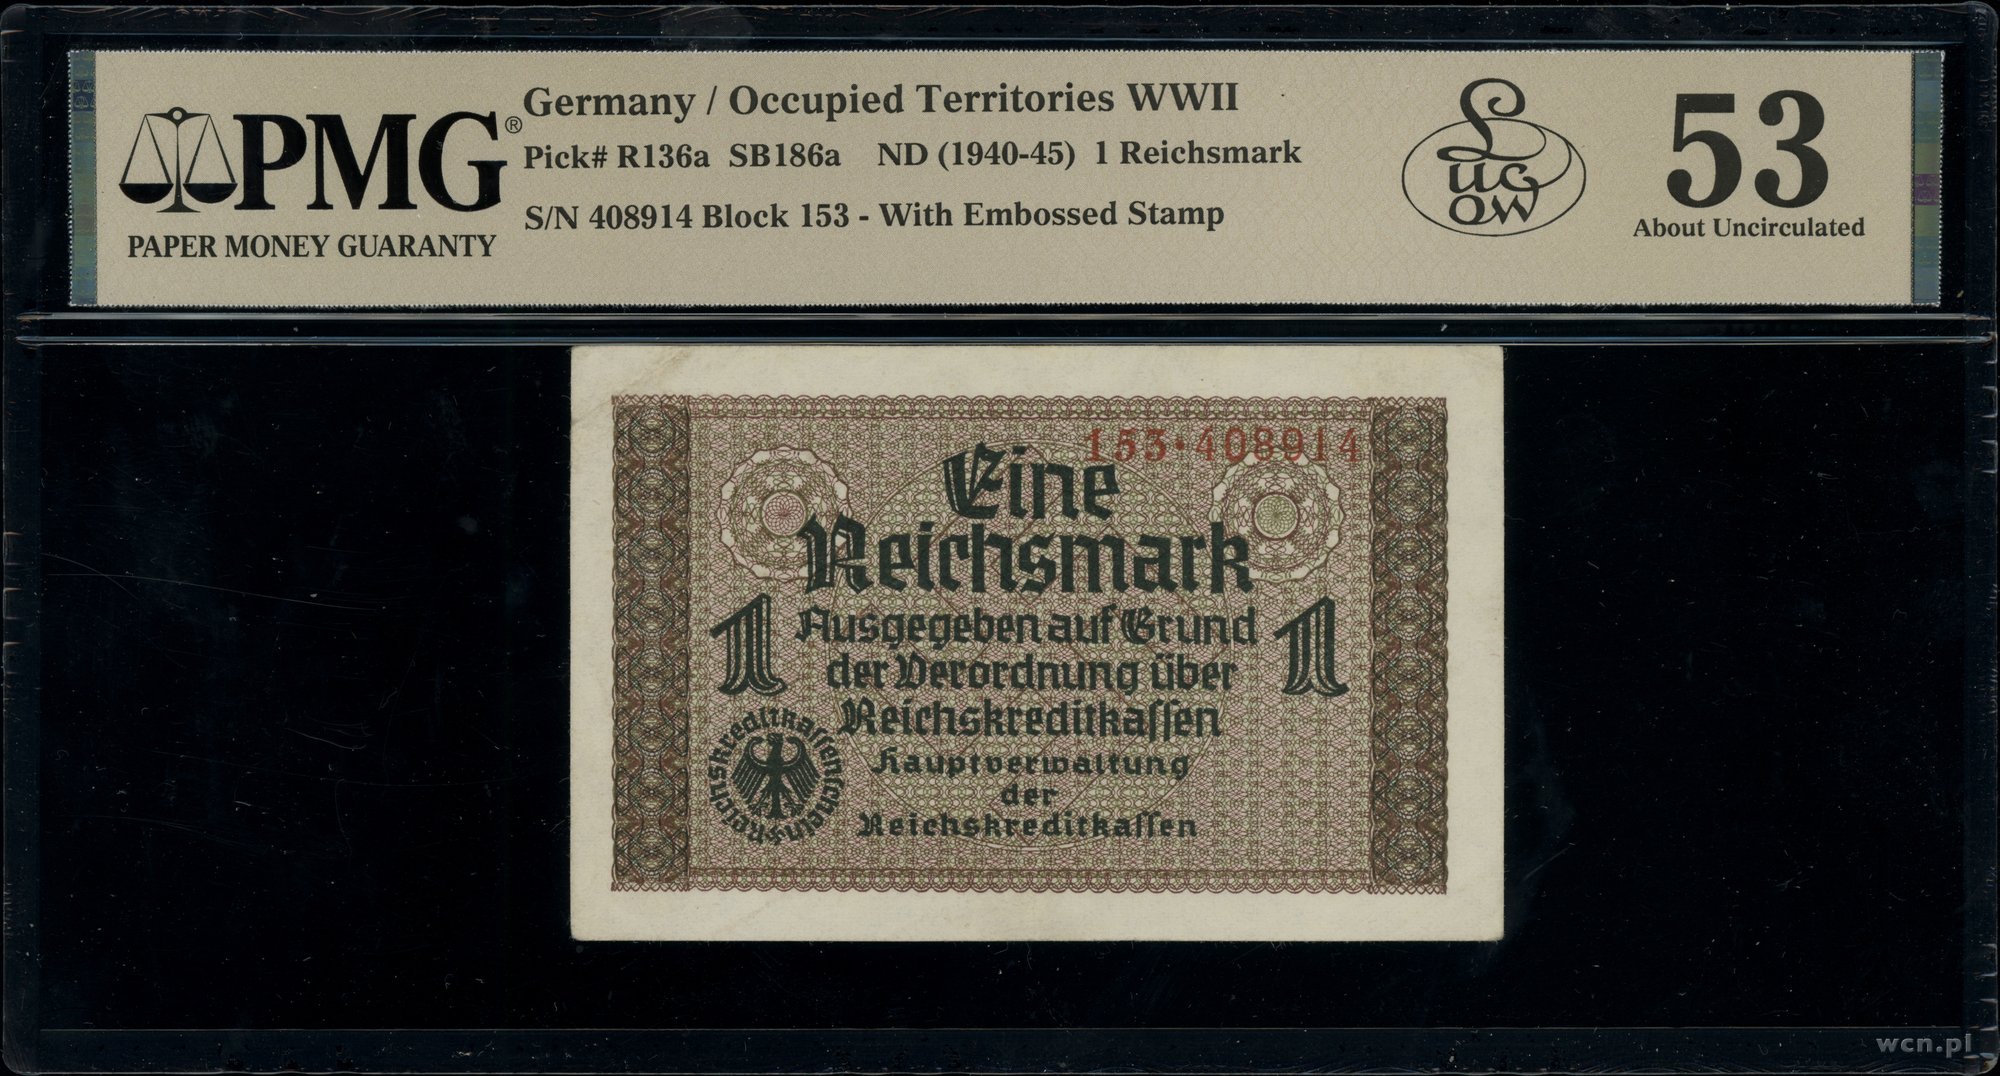 PMG®
PAPER MONEY GUARANTY
Germany / Occupied Territories WWII
Pick# R136a SB186a ND (1940-45) 1 Reichsmark
S/N 408914 Block 153 - With Embossed Stamp
Lucow
53
About Uncirculated
153·408914
Eine
Reichsmark
1 Ausgegeben auf Grund 1
der Verordnung über
Reichskreditkassen
Hauptverwaltung
der
Reichskreditkassen
Reichskreditkassenscheine
wcn.pl